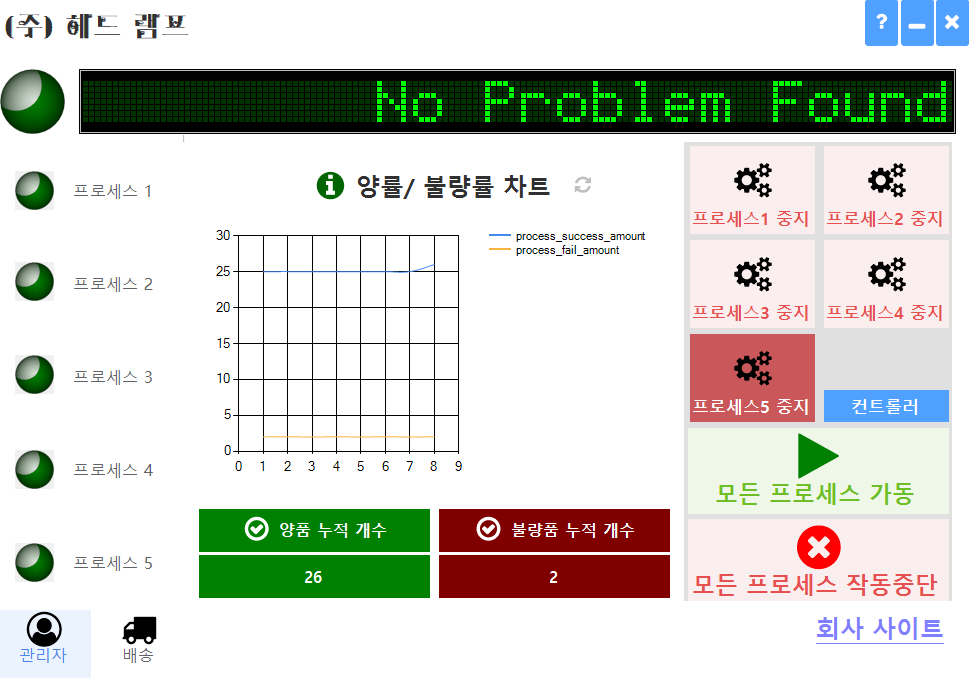 (주) 헤드 램프
?
No Problem Found
프로세스 1
프로세스 2
프로세스 3
프로세스 4
프로세스 5
양률/ 불량률 차트
process_success_amount
process_fail_amount
30
25
20
15
10
5
0
0 1 2 3 4 5 6 7 8 9
양품 누적 개수
불량품 누적 개수
26
2
프로세스1 중지
프로세스2 중지
프로세스3 중지
프로세스4 중지
프로세스5 중지
컨트롤러
모든 프로세스 가동
모든 프로세스 작동중단
관리자
배송
회사 사이트